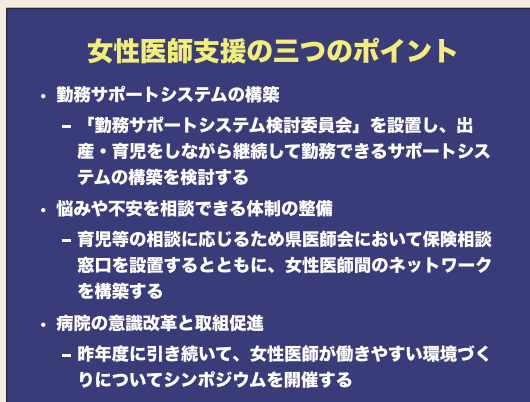 女性医師支援の三つのポイント
・ 勤務サポートシステムの構築
– 「勤務サポートシステム検討委員会」を設置し、出
産・育児をしながら継続して勤務できるサポートシス
テムの構築を検討する
・ 悩みや不安を相談できる体制の整備
– 育児等の相談に応じるため県医師会において保険相談
窓口を設置するとともに、女性医師間のネットワーク
を構築する
・ 病院の意識改革と取組促進
– 昨年度に引き続いて、女性医師が働きやすい環境づく
りについてシンポジウムを開催する